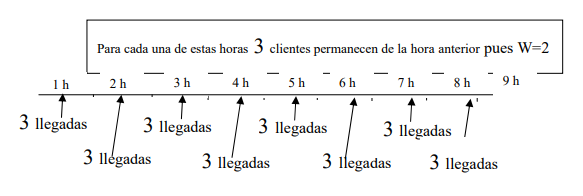 Para cada una de estas horas 3 clientes permanecen de la hora anterior pues W=2
1 h 2 h 3 h 4 h 5 h 6 h 7 h 8 h 9 h
3 llegadas 3 llegadas 3 llegadas 3 llegadas
3 llegadas 3 llegadas 3 llegadas 3 llegadas